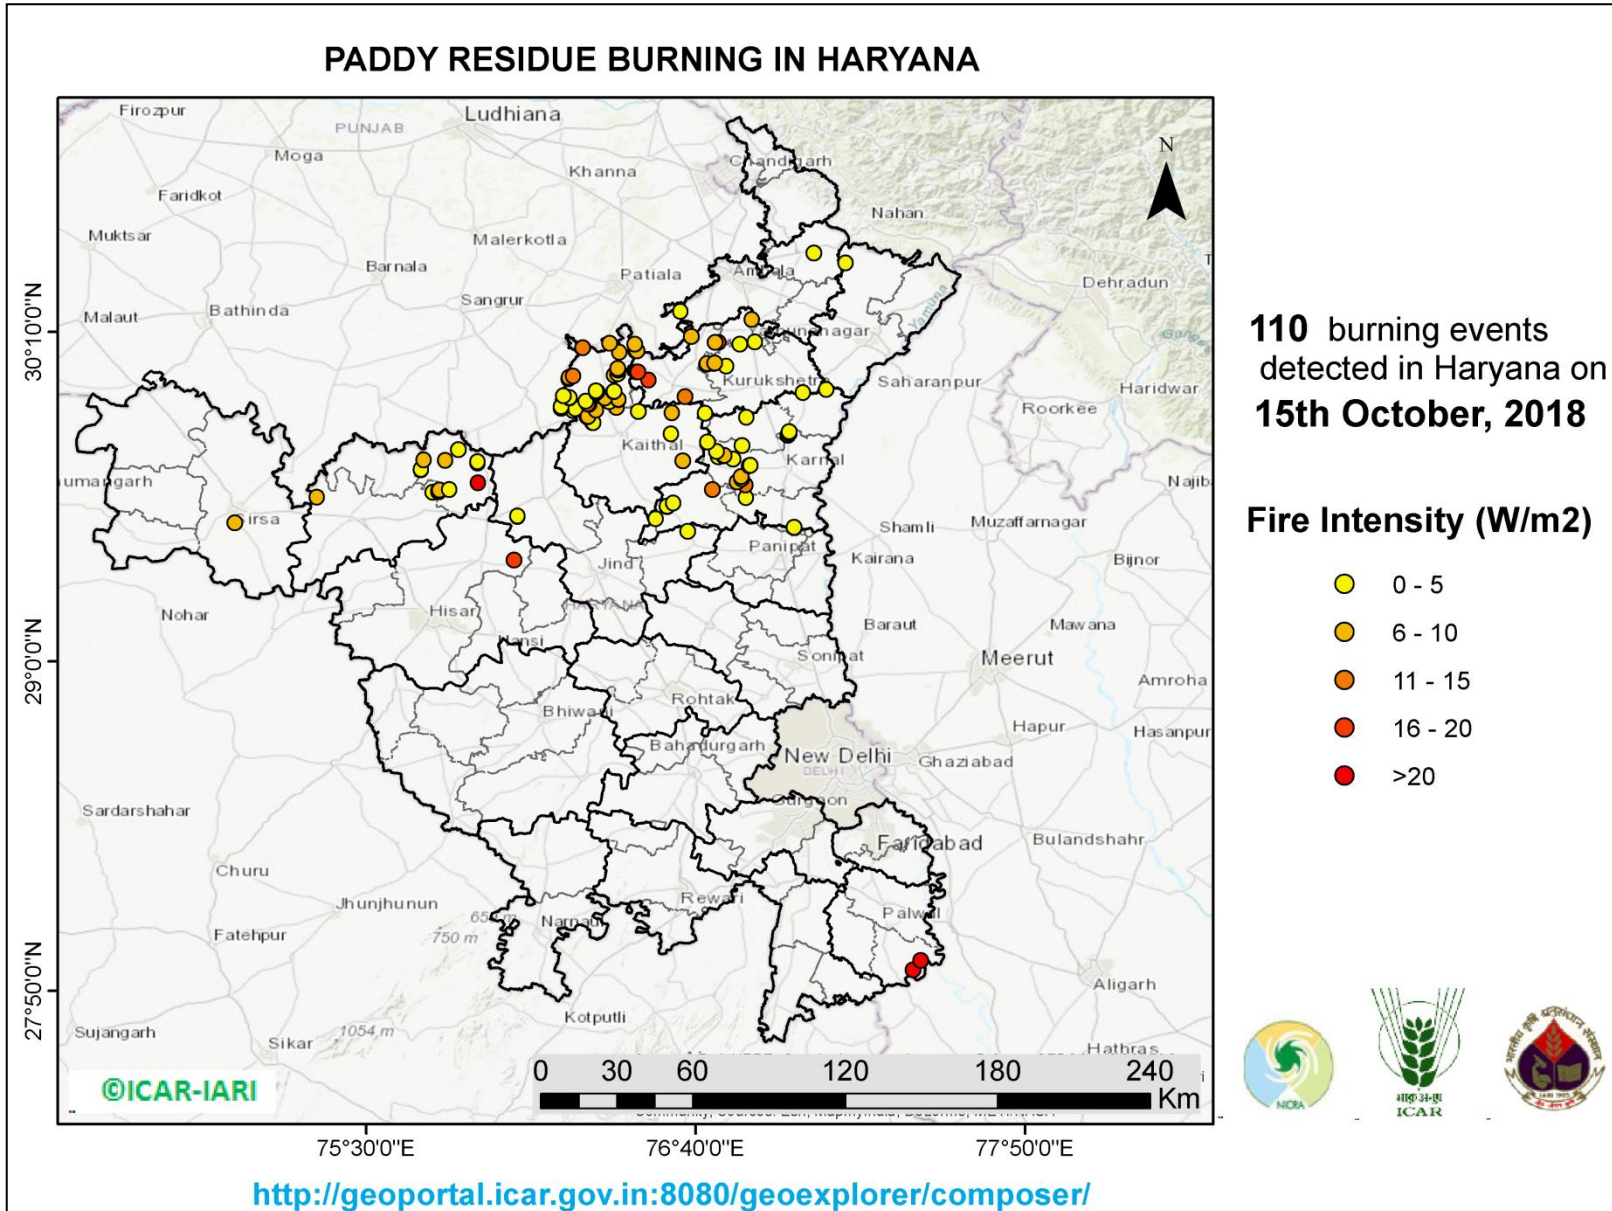 PADDY RESIDUE BURNING IN HARYANA
Firozpur
Ludhiana
PUNJAB
Moga
Khanna
Chandigarh
N
Faridkot
Nahan
Muktsar
Malerkotla
Barnala
Patiala
Ambala
Dehradun
Sangrur
Malaut
Bathinda
Yamuna
30°10'0"N
Kurukshetra
Saharanpur
Haridwar
Roorkee
Kaithal
Karnal
umangarh
Najib
irsa
Shamli
Muzaffarnagar
Panipat
Kairana
Bijnor
Jind
Nohar
Hisar
HARYANA
Baraut
Mawana
Hansi
29°0'0"N
Sonipat
Meerut
Amroha
Rohtak
Bhiwani
Hapur
Hasanpur
Bahadurgarh
New Delhi
DELHI
Ghaziabad
Gurgaon
Sardarshahar
Faridabad
Bulandshahr
Churu
Jhunjhunun
Rewari
Narnaul
Palwal
Fatehpur
750 m
27°50'0"N
Aligarh
Kotputli
Sujangarh
1054 m
Sikar
Hathras
©ICAR-IARI
0 30 60 120 180 240
Km
75°30'0"E 76°40'0"E 77°50'0"E
http://geoportal.icar.gov.in:8080/geoexplorer/composer/
110 burning events
detected in Haryana on
15th October, 2018
Fire Intensity (W/m2)
0 - 5
6 - 10
11 - 15
16 - 20
>20
NICRA
भाकृअनुप
ICAR